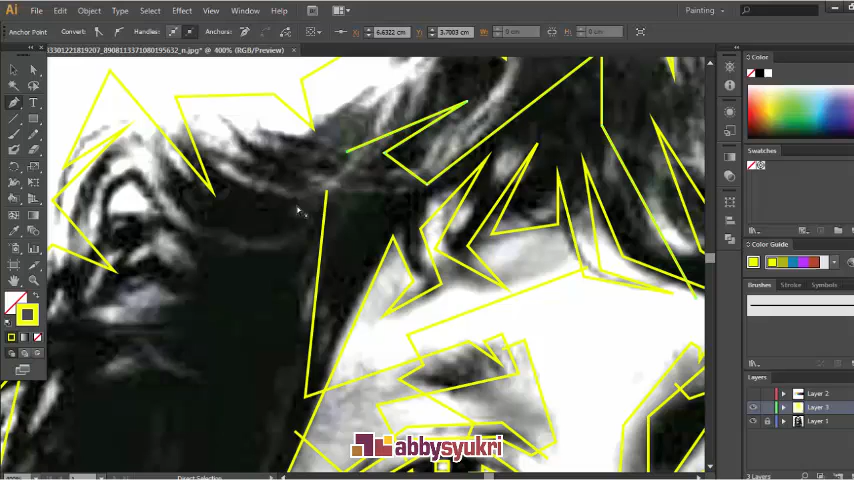 Ai File Edit Object Type Select Effect View Window Help Painting
Anchor Point Convert: Handles: Anchors: X: 6.6322 cm Y: 3.7003 cm W: 0 cm H: 0 cm
3301221819207_8908113371080195632_n.jpg* @ 400% (RGB/Preview) ×
Color
Swatches
Color Guide
Brushes Stroke Symbols
Layers
Layer 2
Layer 3
Layer 1
3 Layers
abbysyukri
Direct Selection